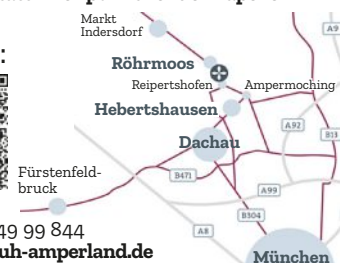 Markt
Indersdorf
A9
:
Röhrmoos
Reipertshofen
Ampermoching
Hebertshausen
A92
B13
Dachau
B471
Fürstenfeld-
bruck
A99
B304
49 99 844
A8
uh-amperland.de
München